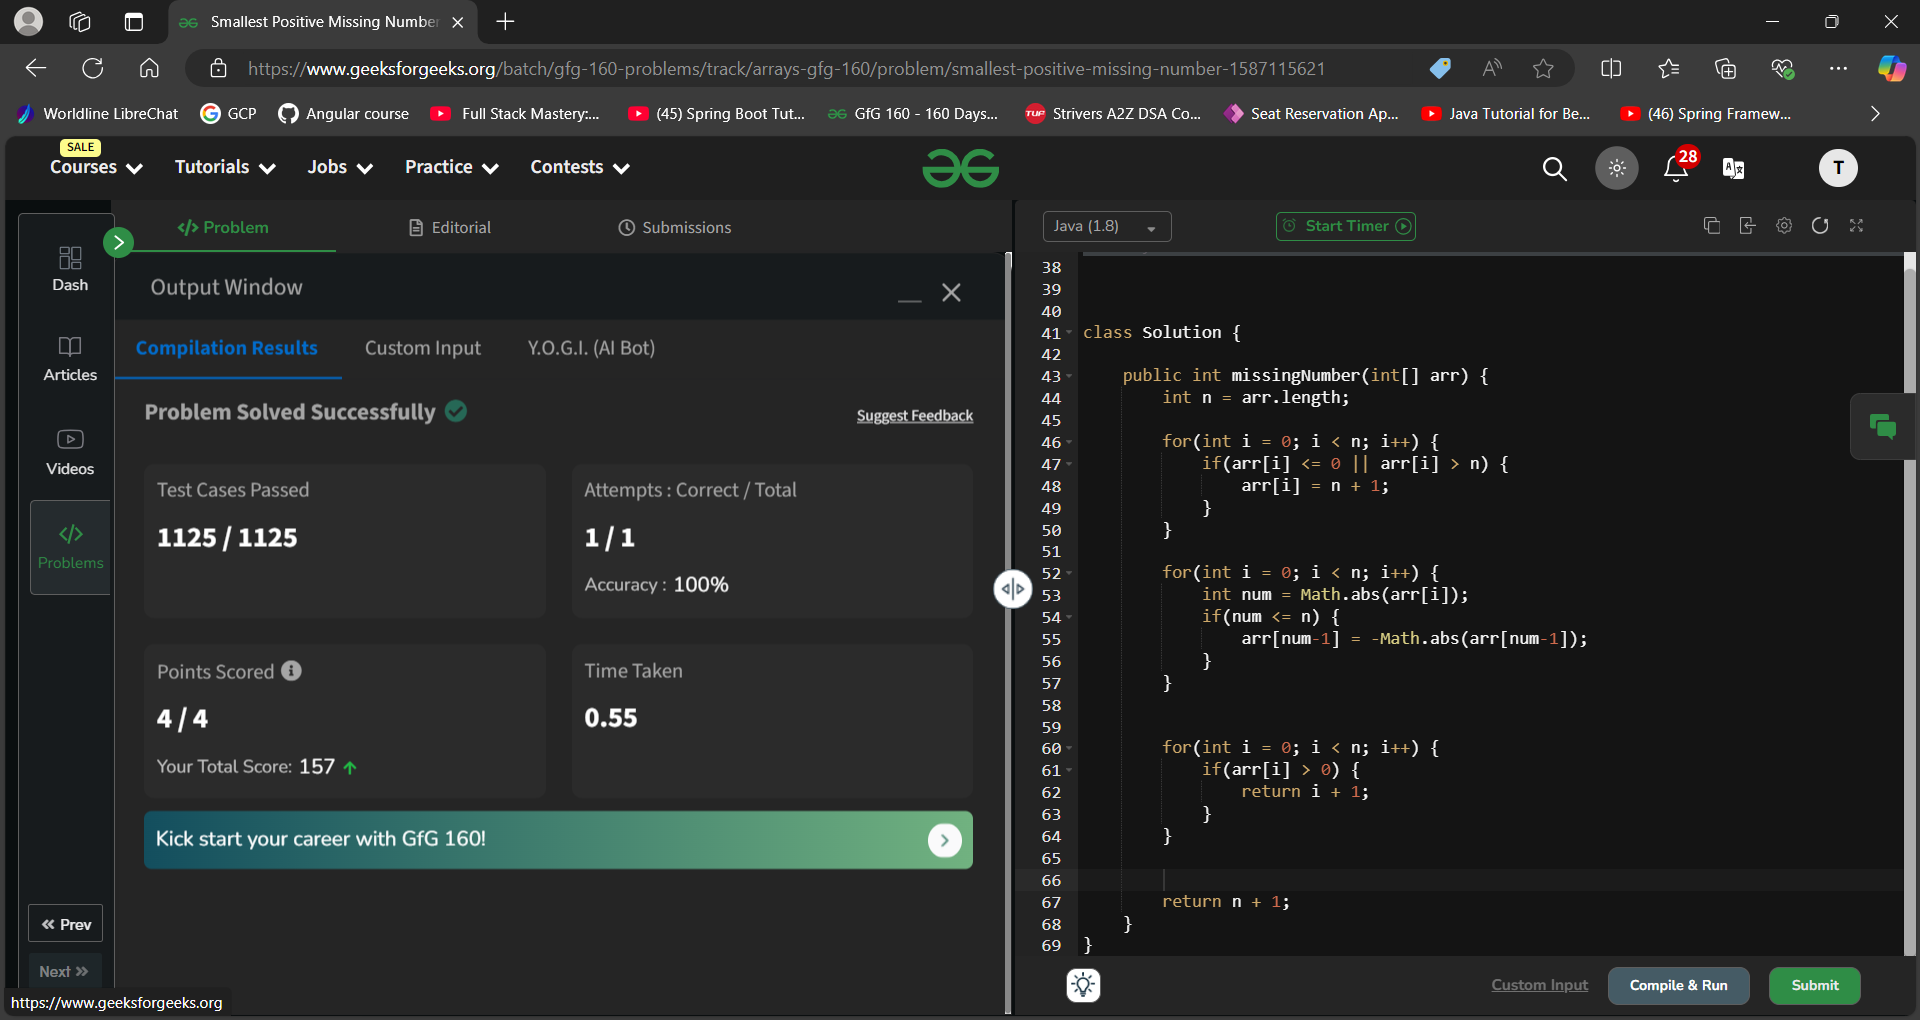 Smallest Positive Missing Number
https://www.geeksforgeeks.org/batch/gfg-160-problems/track/arrays-gfg-160/problem/smallest-positive-missing-number-1587115621
Worldline LibreChat
GCP
Angular course
Full Stack Mastery:...
(45) Spring Boot Tut...
GfG 160 - 160 Days...
Strivers A2Z DSA Co...
Seat Reservation Ap...
Java Tutorial for Be...
(46) Spring Framew...
SALE
Courses
Tutorials
Jobs
Practice
Contests
28
T
Problem
Editorial
Submissions
Java (1.8)
Start Timer
Dash
Articles
Videos
Problems
Prev
Next
Output Window
Compilation Results
Custom Input
Y.O.G.I. (AI Bot)
Problem Solved Successfully
Suggest Feedback
Test Cases Passed
1125 / 1125
Attempts : Correct / Total
1 / 1
Accuracy : 100%
Points Scored
4 / 4
Your Total Score: 157
Time Taken
0.55
Kick start your career with GfG 160!
38
39
40
41 class Solution {
42
43 public int missingNumber(int[] arr) {
44 int n = arr.length;
45
46 for(int i = 0; i < n; i++) {
47 if(arr[i] <= 0 || arr[i] > n) {
48 arr[i] = n + 1;
49 }
50 }
51
52 for(int i = 0; i < n; i++) {
53 int num = Math.abs(arr[i]);
54 if(num <= n) {
55 arr[num-1] = -Math.abs(arr[num-1]);
56 }
57 }
58
59
60 for(int i = 0; i < n; i++) {
61 if(arr[i] > 0) {
62 return i + 1;
63 }
64 }
65
66
67 return n + 1;
68 }
69 }
Custom Input
Compile & Run
Submit
https://www.geeksforgeeks.org